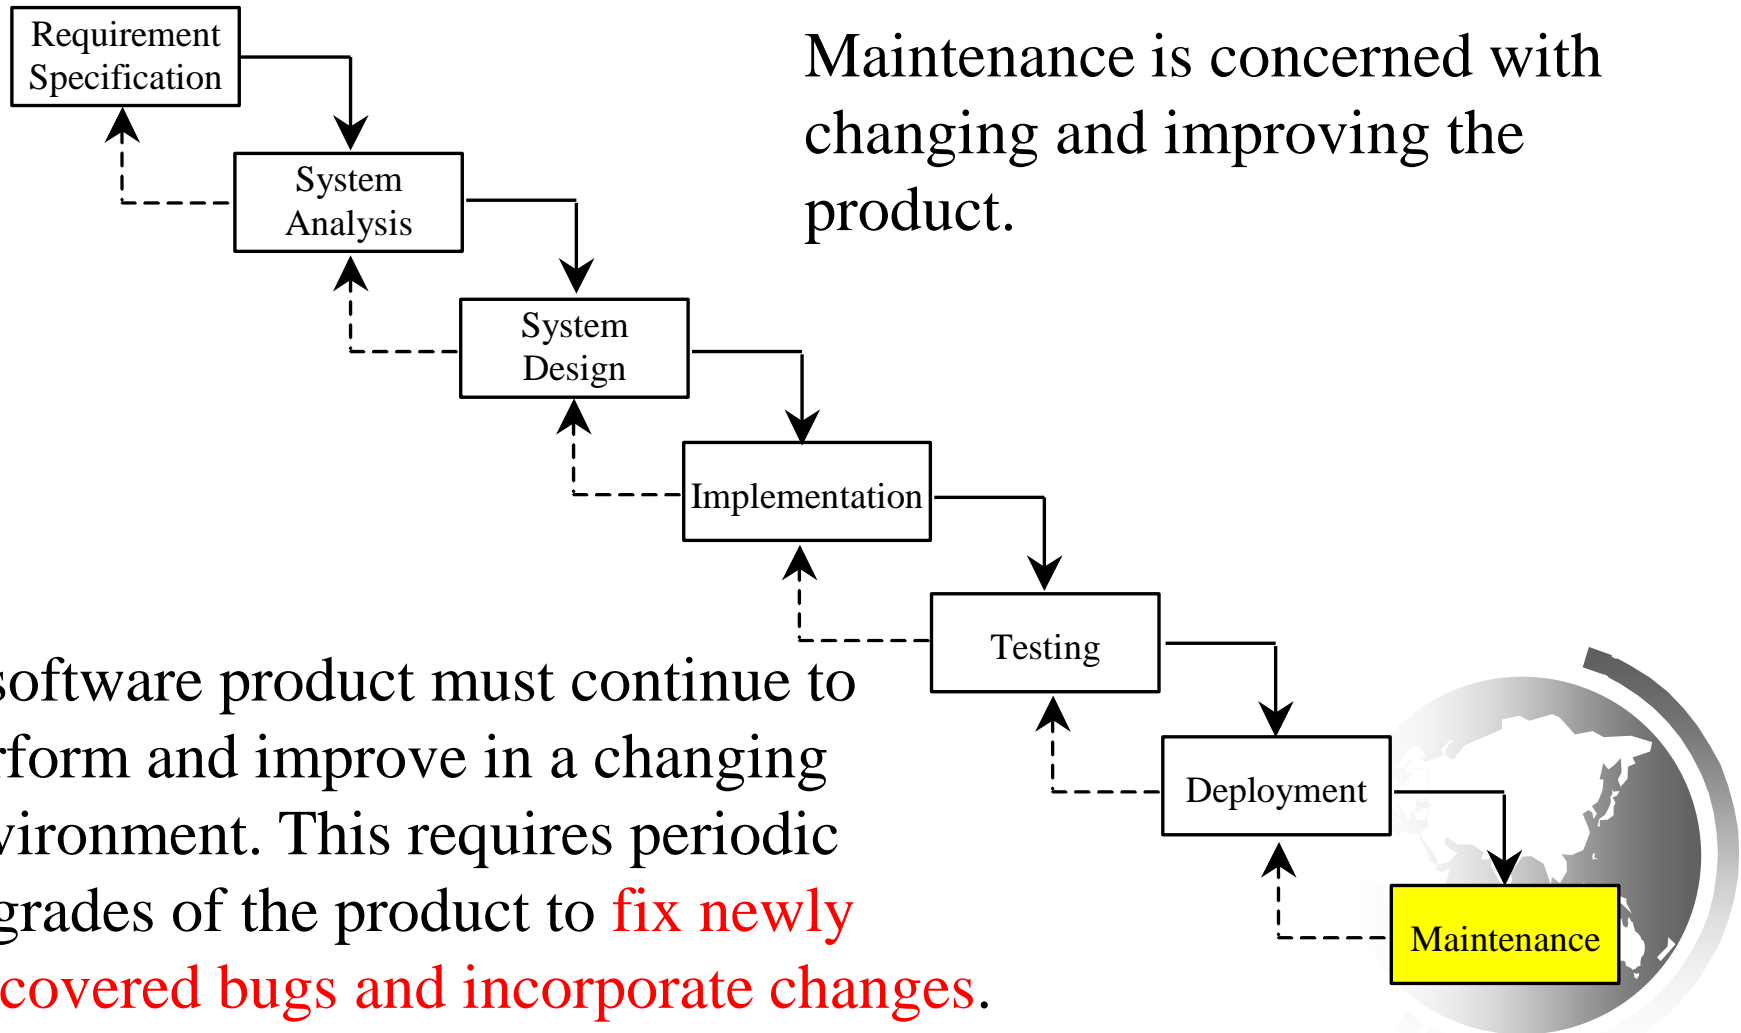 Requirement
Specification
Maintenance is concerned with
changing and improving the
product.
System
Analysis
System
Design
Implementation
Testing
software product must continue to
rform and improve in a changing
vironment. This requires periodic
grades of the product to fix newly
covered bugs and incorporate changes.
Deployment
Maintenance